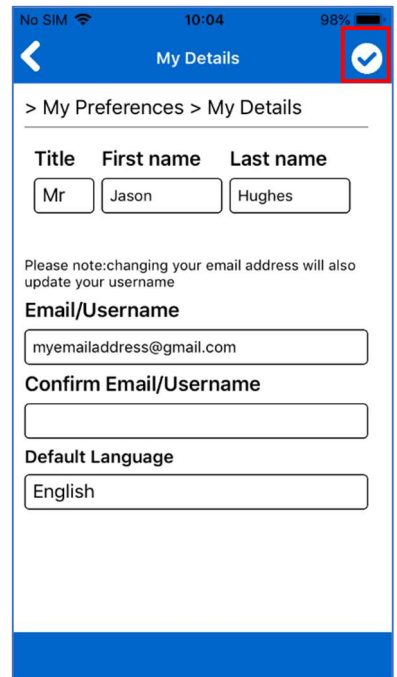 No SIM 10:04 98%
My Details
> My Preferences > My Details
Title First name Last name
Mr Jason Hughes
Please note:changing your email address will also
update your username
Email/Username
myemailaddress@gmail.com
Confirm Email/Username
Default Language
English